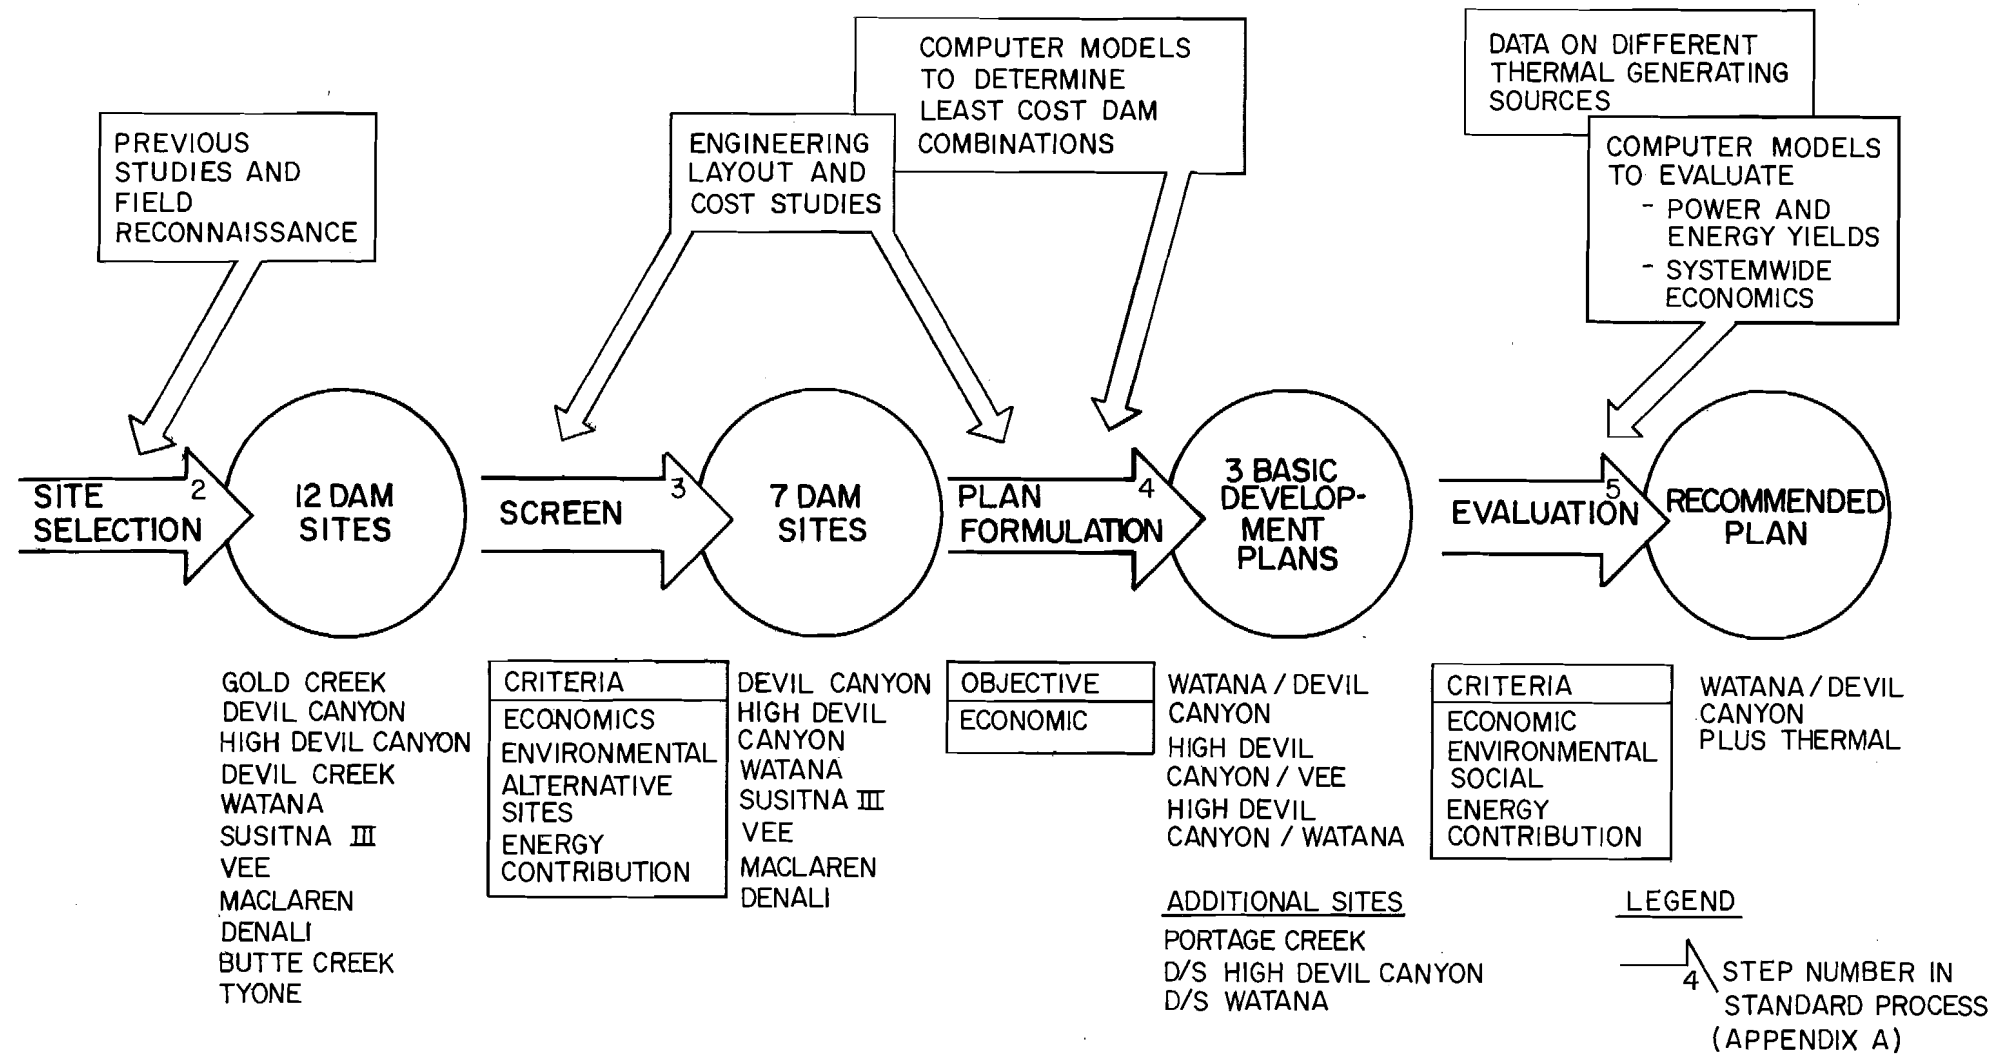 PREVIOUS
STUDIES AND
FIELD
RECONNAISSANCE
ENGINEERING
LAYOUT AND
COST STUDIES
COMPUTER MODELS
TO DETERMINE
LEAST COST DAM
COMBINATIONS
DATA ON DIFFERENT
THERMAL GENERATING
SOURCES
COMPUTER MODELS
TO EVALUATE
- POWER AND
ENERGY YIELDS
- SYSTEMWIDE
ECONOMICS
SITE
SELECTION
2
12 DAM
SITES
SCREEN
3
7 DAM
SITES
PLAN
FORMULATION
4
3 BASIC
DEVELOP-
MENT
PLANS
EVALUATION
5
RECOMMENDED
PLAN
GOLD CREEK
DEVIL CANYON
HIGH DEVIL CANYON
DEVIL CREEK
WATANA
SUSITNA III
VEE
MACLAREN
DENALI
BUTTE CREEK
TYONE
CRITERIA
ECONOMICS
ENVIRONMENTAL
ALTERNATIVE
SITES
ENERGY
CONTRIBUTION
DEVIL CANYON
HIGH DEVIL
CANYON
WATANA
SUSITNA III
VEE
MACLAREN
DENALI
OBJECTIVE
ECONOMIC
WATANA / DEVIL
CANYON
HIGH DEVIL
CANYON / VEE
HIGH DEVIL
CANYON / WATANA
ADDITIONAL SITES
PORTAGE CREEK
D/S HIGH DEVIL CANYON
D/S WATANA
CRITERIA
ECONOMIC
ENVIRONMENTAL
SOCIAL
ENERGY
CONTRIBUTION
WATANA / DEVIL
CANYON
PLUS THERMAL
LEGEND
4
STEP NUMBER IN
STANDARD PROCESS
(APPENDIX A)